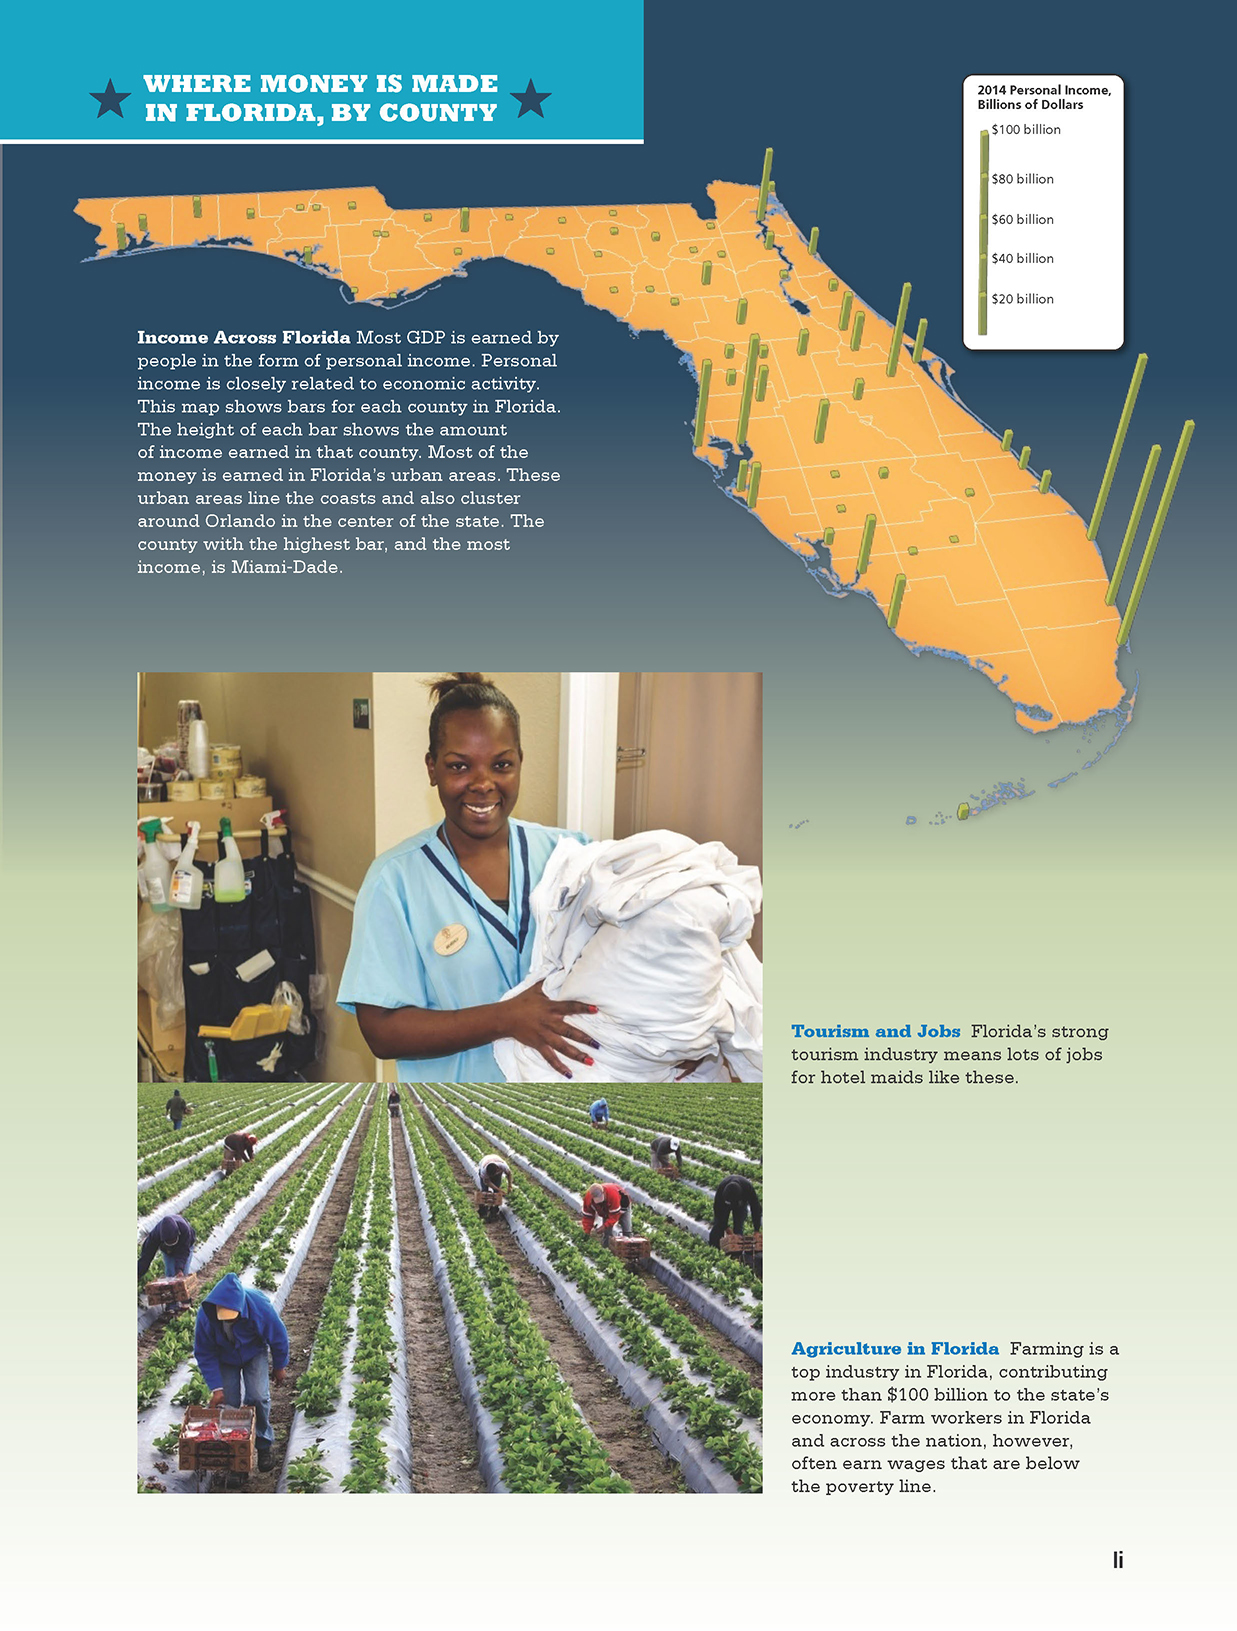 WHERE MONEY IS MADE
IN FLORIDA, BY COUNTY
2014 Personal Income,
Billions of Dollars
$100 billion
$80 billion
$60 billion
$40 billion
$20 billion
Income Across Florida Most GDP is earned by
people in the form of personal income. Personal
income is closely related to economic activity.
This map shows bars for each county in Florida.
The height of each bar shows the amount
of income earned in that county. Most of the
money is earned in Florida's urban areas. These
urban areas line the coasts and also cluster
around Orlando in the center of the state. The
county with the highest bar, and the most
income, is Miami-Dade.
Tourism and Jobs Florida's strong
tourism industry means lots of jobs
for hotel maids like these.
Agriculture in Florida Farming is a
top industry in Florida, contributing
more than $100 billion to the state's
economy. Farm workers in Florida
and across the nation, however,
often earn wages that are below
the poverty line.
li